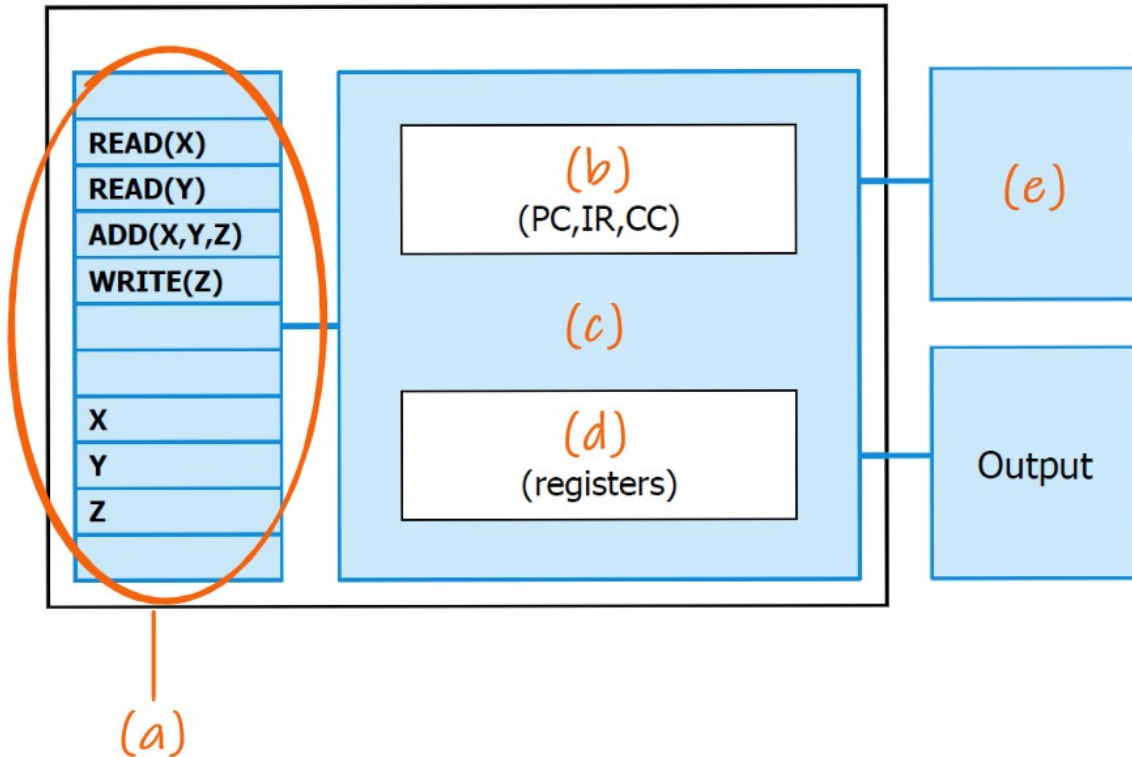 READ(X)
READ(Y)
ADD(X,Y,Z)
WRITE(Z)
X
Y
Z
(a)
(b)
(PC,IR,CC)
(c)
(d)
(registers)
(e)
Output